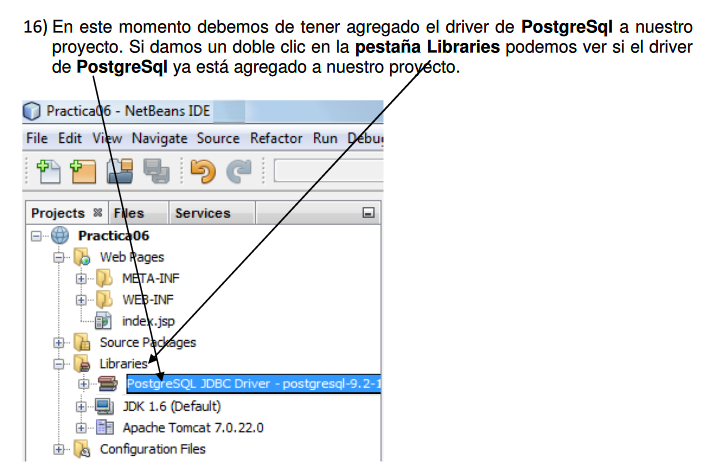 16) En este momento debemos de tener agregado el driver de PostgreSql a nuestro
proyecto. Si damos un doble clic en la pestaña Libraries podemos ver si el driver
de PostgreSql ya está agregado a nuestro proyecto.
Practica06 - NetBeans IDE
File Edit View Navigate Source Refactor Run Debu
Projects Files Services
Practica06
Web Pages
META-INF
WEB-INF
index.jsp
Source Packages
Libraries
PostgreSQL JDBC Driver - postgresql-9.2-1
JDK 1.6 (Default)
Apache Tomcat 7.0.22.0
Configuration Files